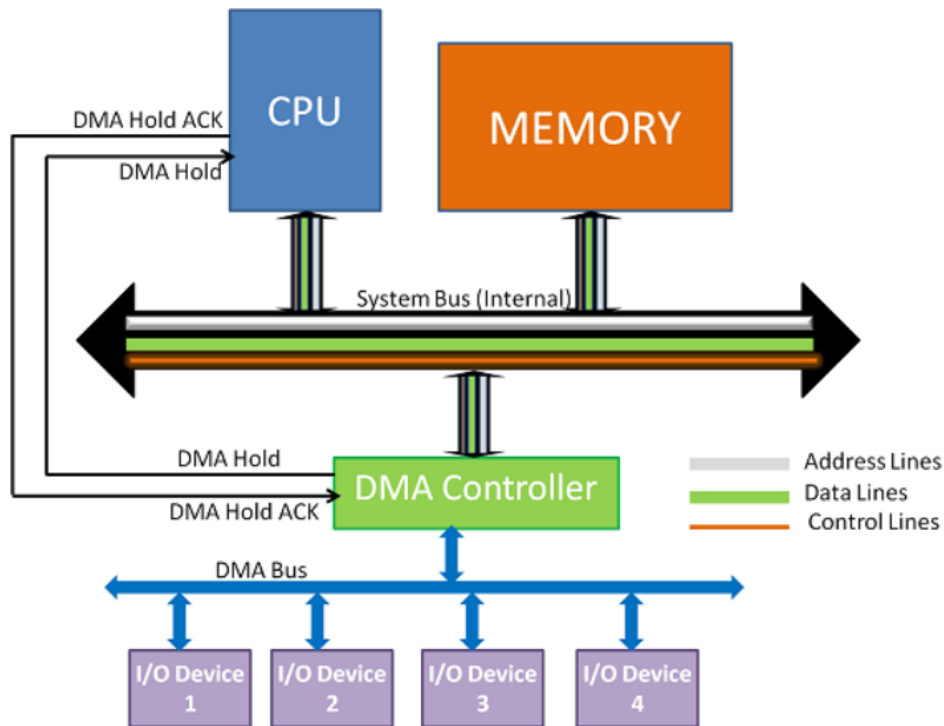 CPU
MEMORY
DMA Hold ACK
DMA Hold
System Bus (Internal)
DMA Hold
DMA Controller
DMA Hold ACK
Address Lines
Data Lines
Control Lines
DMA Bus
I/O Device
1
I/O Device
2
I/O Device
3
I/O Device
4